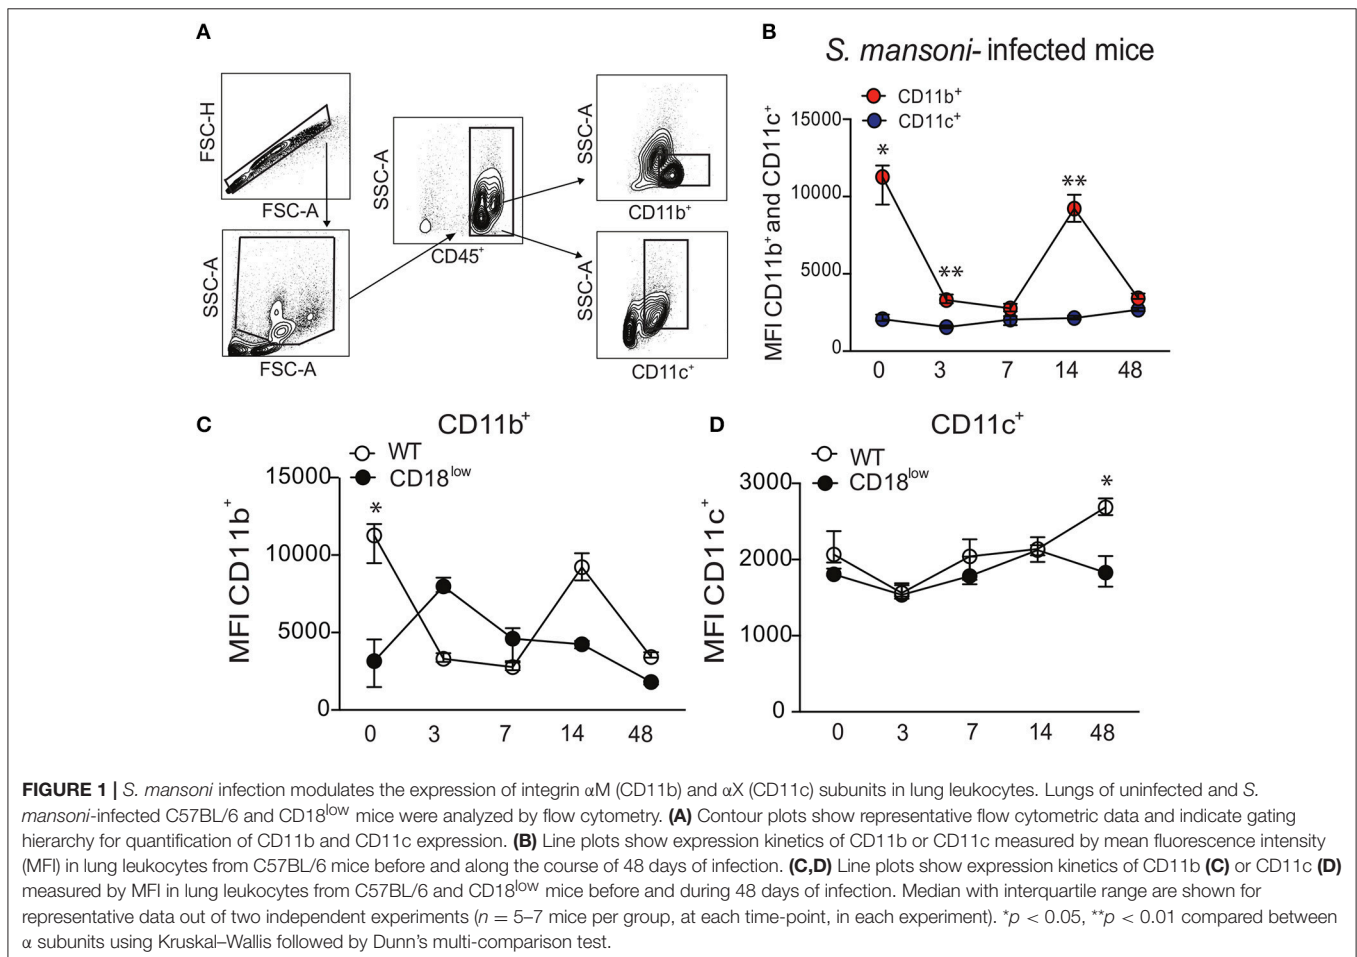 A
FSC-H
FSC-A
SSC-A
FSC-A
SSC-A
CD45+
SSC-A
CD11b+
SSC-A
CD11c+
B
S. mansoni- infected mice
CD11b+
CD11c+
MFI CD11b+ and CD11c+
15000
10000
5000
0
*
**
**
0 3 7 14 48
C
CD11b+
WT
CD18low
MFI CD11b+
15000
10000
5000
0
*
0 3 7 14 48
D
CD11c+
WT
CD18low
MFI CD11c+
3000
2000
1000
0
*
0 3 7 14 48
FIGURE 1 | S. mansoni infection modulates the expression of integrin αM (CD11b) and αX (CD11c) subunits in lung leukocytes. Lungs of uninfected and S.
mansoni-infected C57BL/6 and CD18low mice were analyzed by flow cytometry. (A) Contour plots show representative flow cytometric data and indicate gating
hierarchy for quantification of CD11b and CD11c expression. (B) Line plots show expression kinetics of CD11b or CD11c measured by mean fluorescence intensity
(MFI) in lung leukocytes from C57BL/6 mice before and along the course of 48 days of infection. (C,D) Line plots show expression kinetics of CD11b (C) or CD11c (D)
measured by MFI in lung leukocytes from C57BL/6 and CD18low mice before and during 48 days of infection. Median with interquartile range are shown for
representative data out of two independent experiments (n = 5–7 mice per group, at each time-point, in each experiment). *p < 0.05, **p < 0.01 compared between
α subunits using Kruskal–Wallis followed by Dunn's multi-comparison test.